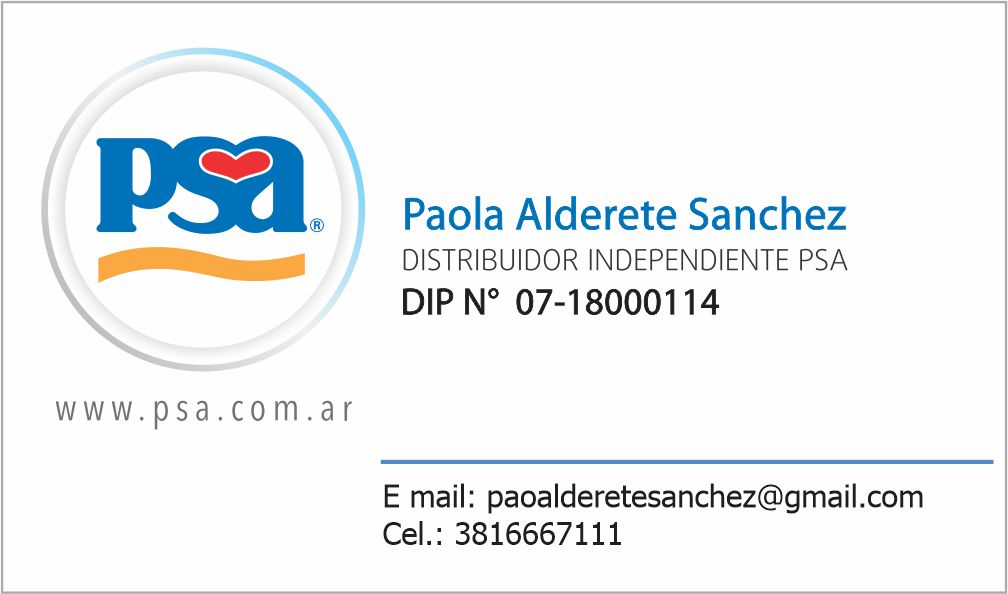 psa®
www.psa.com.ar
Paola Alderete Sanchez
DISTRIBUIDOR INDEPENDIENTE PSA
DIP N° 07-18000114
E mail: paoalderetesanchez@gmail.com
Cel.: 3816667111